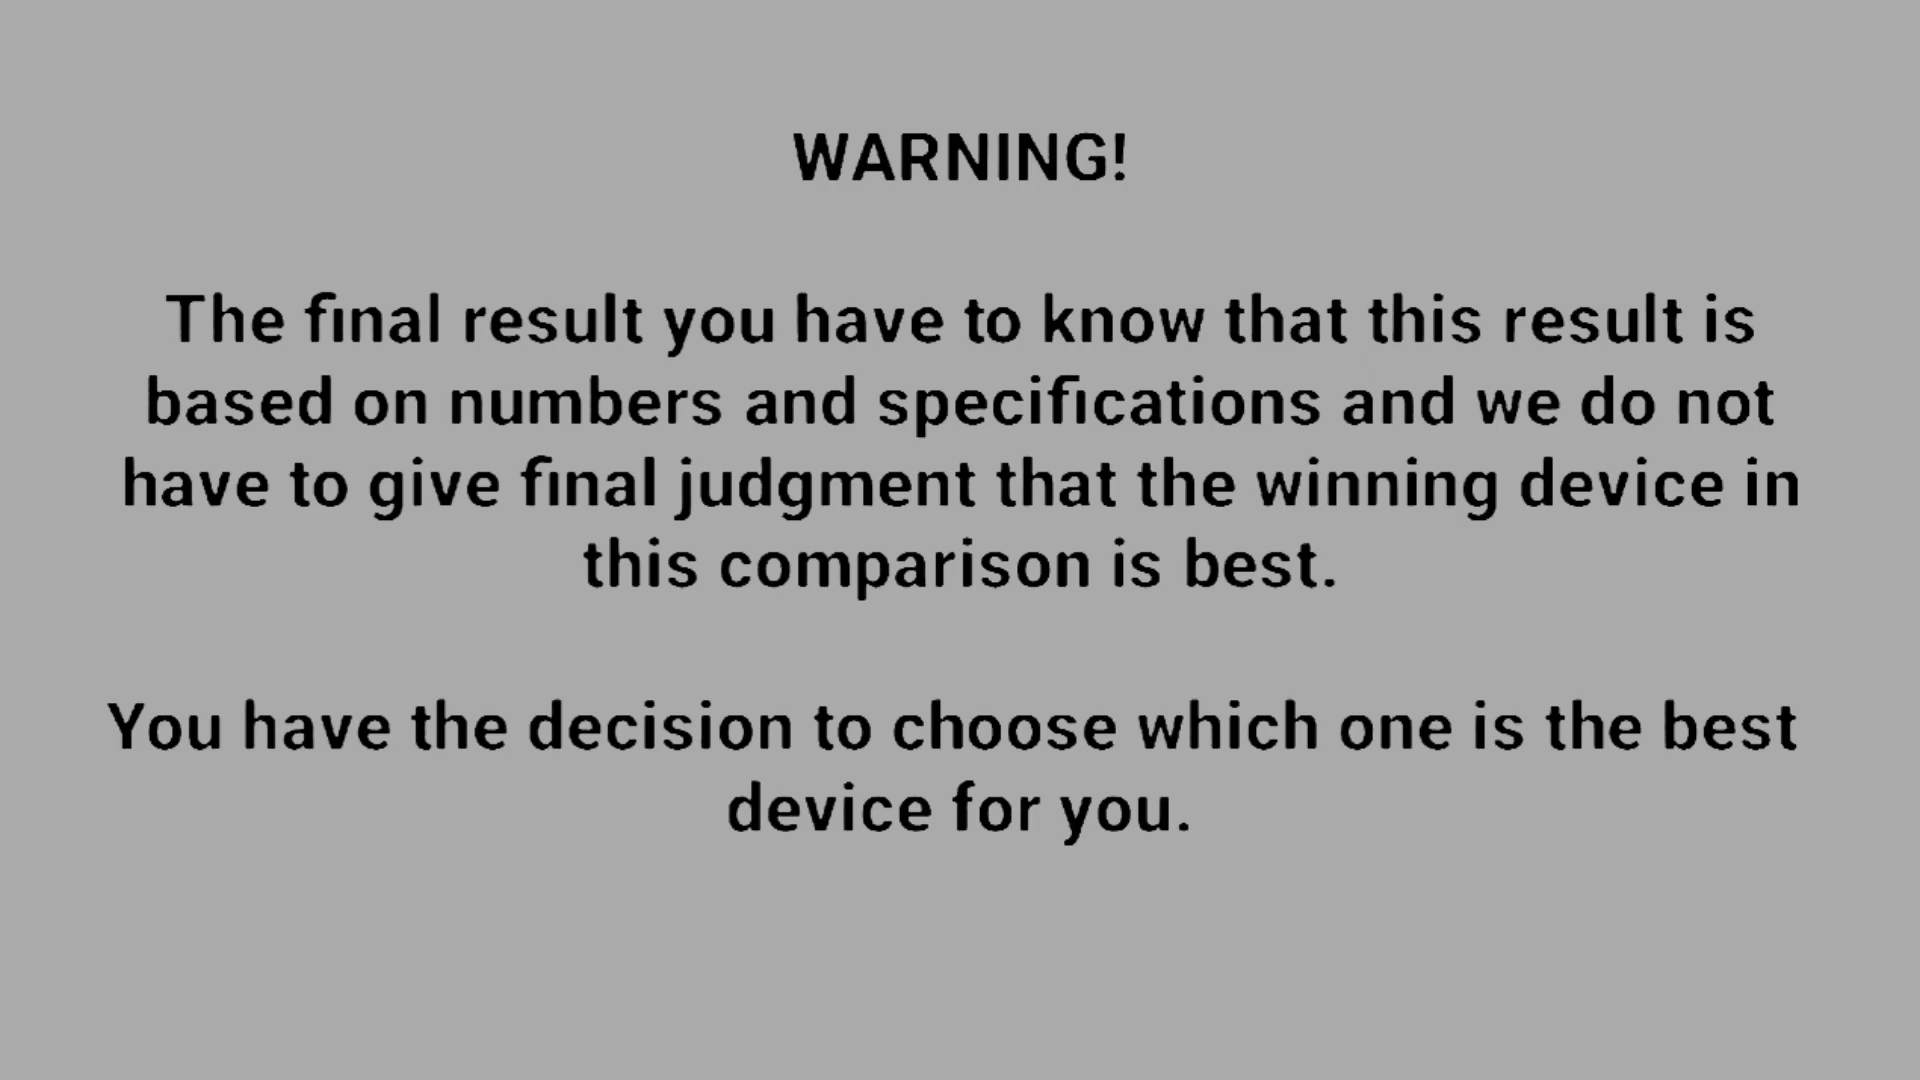 WARNING!
The final result you have to know that this result is
based on numbers and specifications and we do not
have to give final judgment that the winning device in
this comparison is best.
You have the decision to choose which one is the best
device for you.